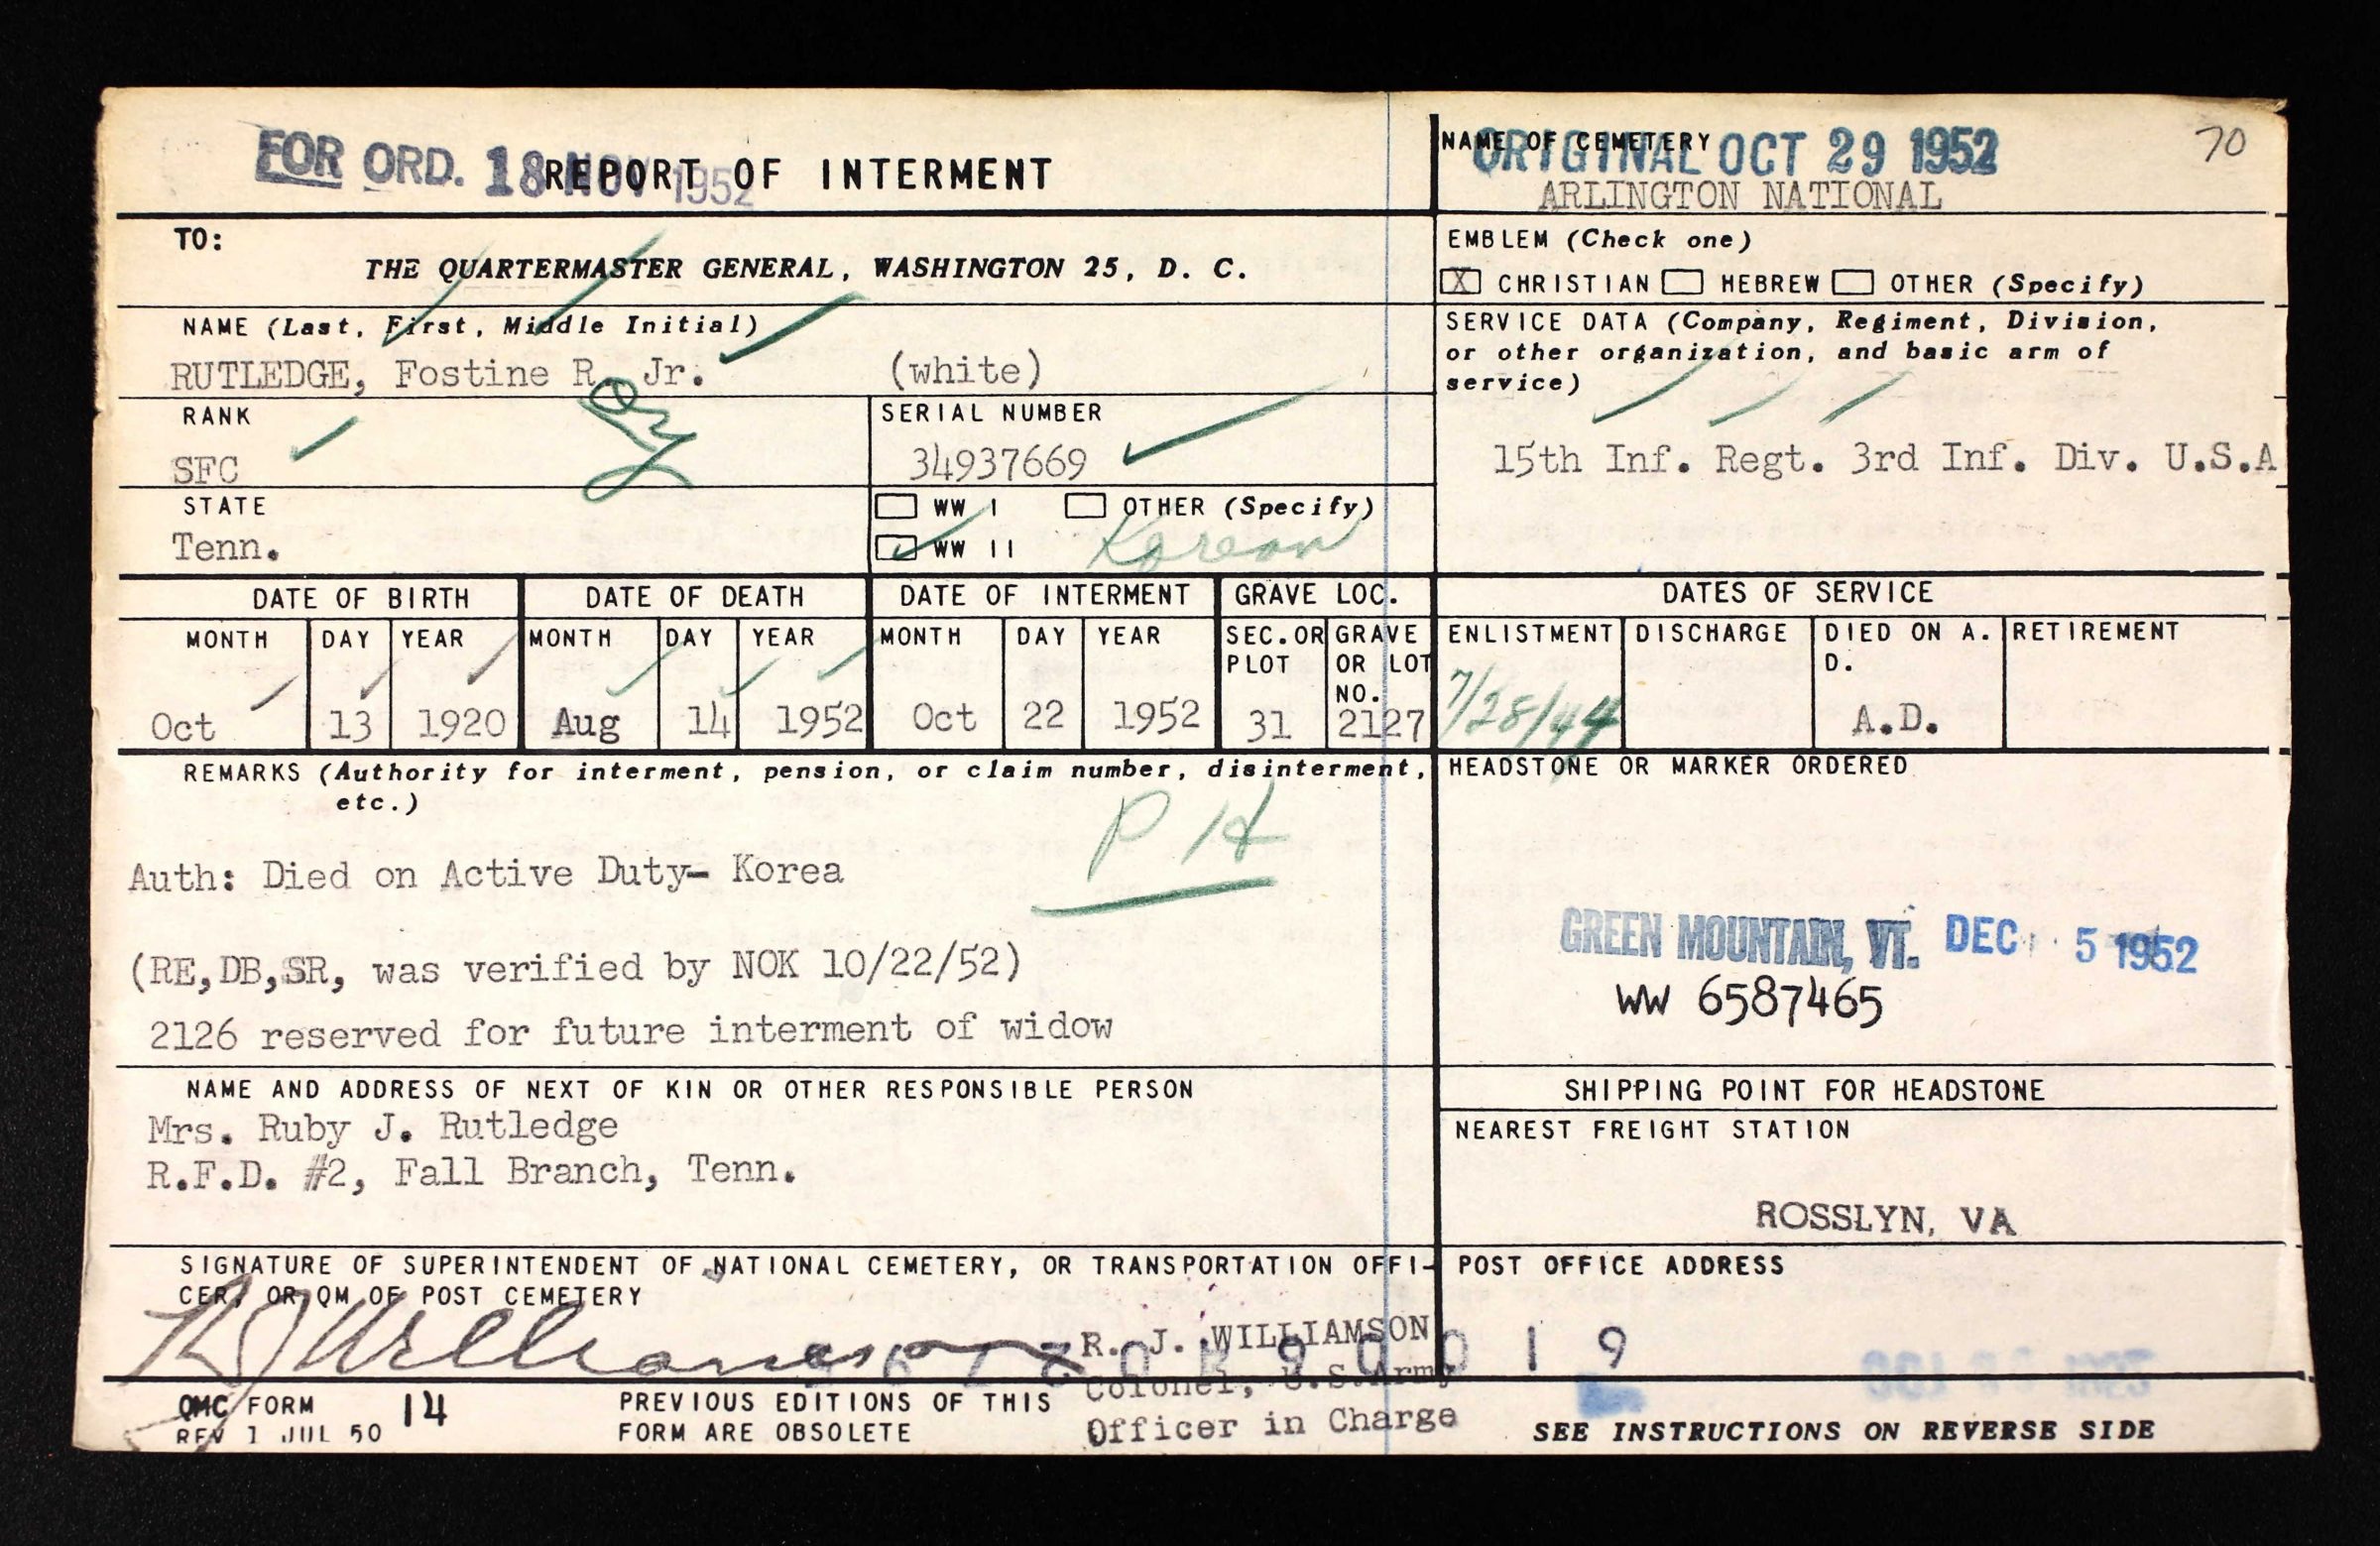 FOR ORD. 18 NOV 1952
REPORT OF INTERMENT
NAME OF CEMETERY
ORIGINAL OCT 29 1952
70
ARLINGTON NATIONAL
TO:
THE QUARTERMASTER GENERAL, WASHINGTON 25, D. C.
EMBLEM (Check one)
X CHRISTIAN HEBREW OTHER (Specify)
NAME (Last, First, Middle Initial)
RUTLEDGE, Fostine R. Jr. (white)
oy
SERVICE DATA (Company, Regiment, Division,
or other organization, and basic arm of
service)
15th Inf. Regt. 3rd Inf. Div. U.S.A
RANK
SFC
SERIAL NUMBER
34937669
STATE
Tenn.
WW I OTHER (Specify)
WW II Korean
DATE OF BIRTH DATE OF DEATH DATE OF INTERMENT GRAVE LOC. DATES OF SERVICE
MONTH DAY YEAR MONTH DAY YEAR MONTH DAY YEAR SEC. OR PLOT GRAVE OR LOT NO. ENLISTMENT DISCHARGE DIED ON A. D. RETIREMENT
Oct 13 1920 Aug 14 1952 Oct 22 1952 31 2127 7/28/44 A.D.
REMARKS (Authority for interment, pension, or claim number, disinterment,
etc.)
PH
Auth: Died on Active Duty- Korea
(RE,DB,SR, was verified by NOK 10/22/52)
2126 reserved for future interment of widow
HEADSTONE OR MARKER ORDERED
GREEN MOUNTAIN, VT. DEC 5 1952
WW 6587465
NAME AND ADDRESS OF NEXT OF KIN OR OTHER RESPONSIBLE PERSON
Mrs. Ruby J. Rutledge
R.F.D. #2, Fall Branch, Tenn.
SHIPPING POINT FOR HEADSTONE
NEAREST FREIGHT STATION
ROSSLYN, VA
SIGNATURE OF SUPERINTENDENT OF NATIONAL CEMETERY, OR TRANSPORTATION OFFI-
CER, OR QM OF POST CEMETERY
RJ Williamson
R. J. WILLIAMSON
Colonel, U.S.Army
Officer in Charge
POST OFFICE ADDRESS
QMC FORM 14
REV 1 JUL 50
PREVIOUS EDITIONS OF THIS
FORM ARE OBSOLETE
SEE INSTRUCTIONS ON REVERSE SIDE